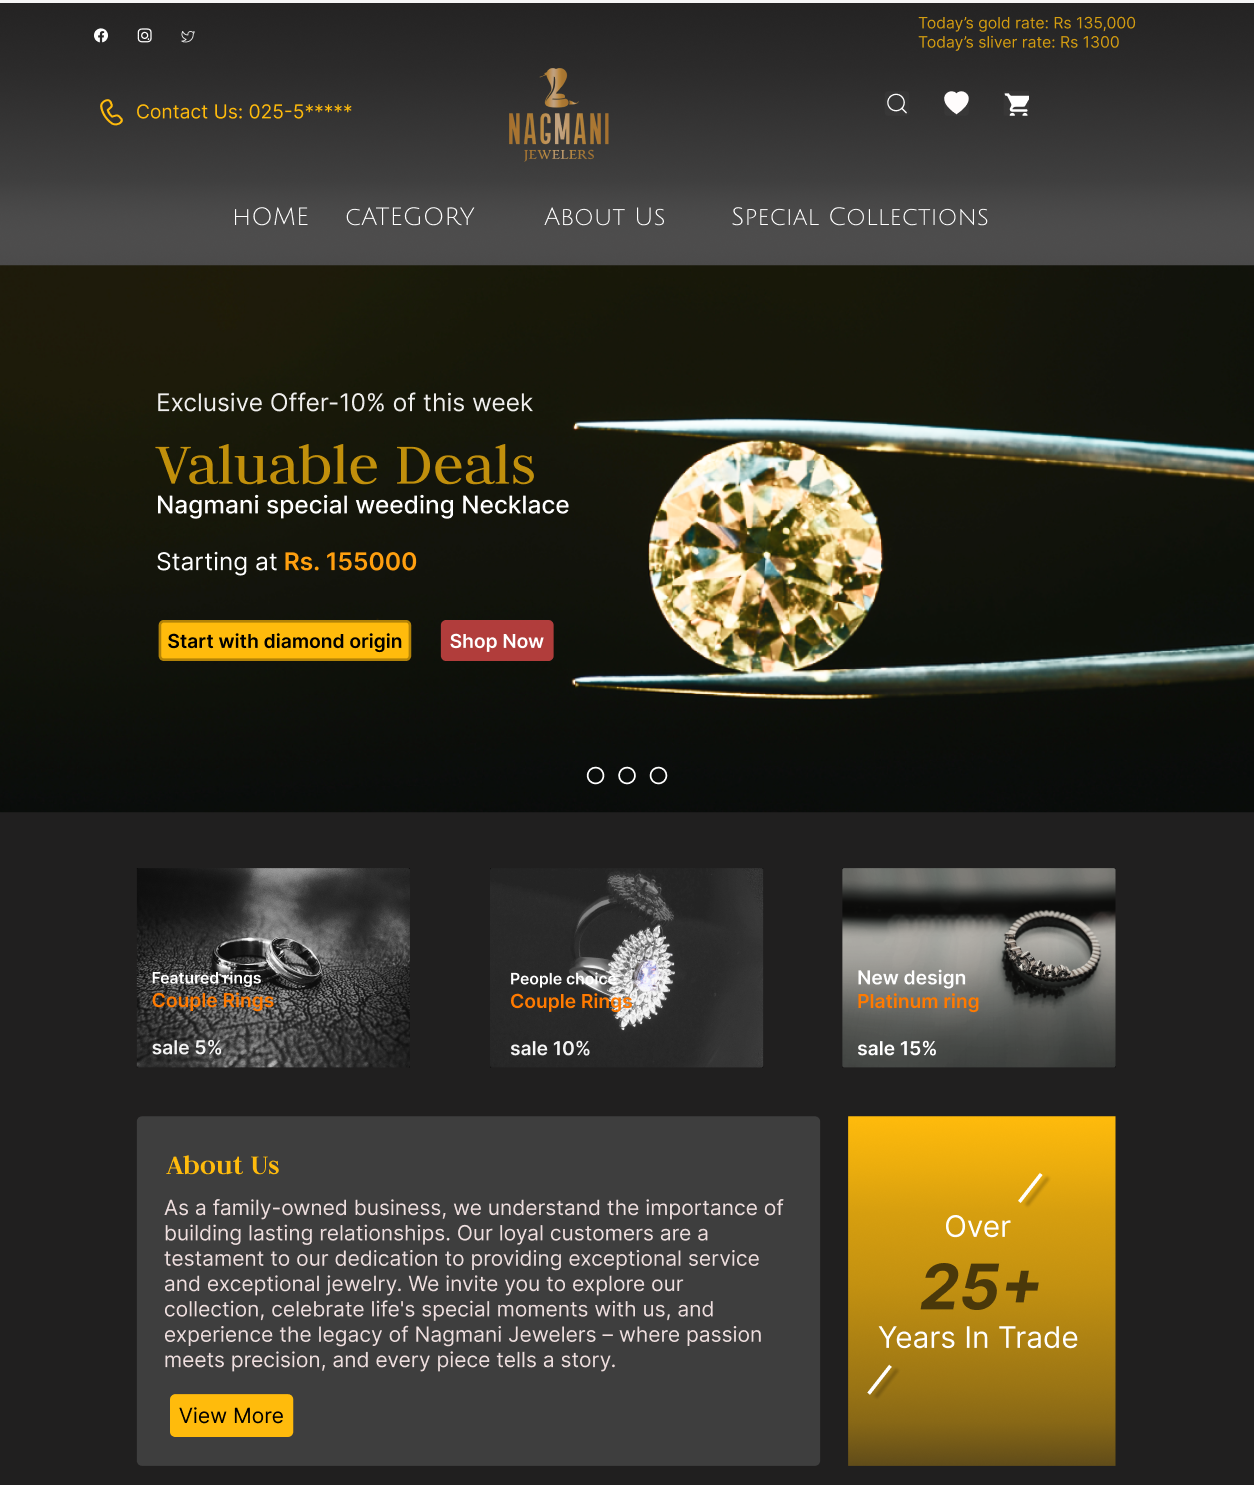 Today's gold rate: Rs 135,000
Today's sliver rate: Rs 1300
Contact Us: 025-5*****
NAGMANI
JEWELERS
hOME cATEGORY About Us Special Collections
Exclusive Offer-10% of this week
Valuable Deals
Nagmani special weeding Necklace
Starting at Rs. 155000
Start with diamond origin Shop Now
Featured rings
Couple Rings
sale 5%
People choice
Couple Rings
sale 10%
New design
Platinum ring
sale 15%
About Us
As a family-owned business, we understand the importance of
building lasting relationships. Our loyal customers are a
testament to our dedication to providing exceptional service
and exceptional jewelry. We invite you to explore our
collection, celebrate life's special moments with us, and
experience the legacy of Nagmani Jewelers – where passion
meets precision, and every piece tells a story.
View More
Over
25+
Years In Trade